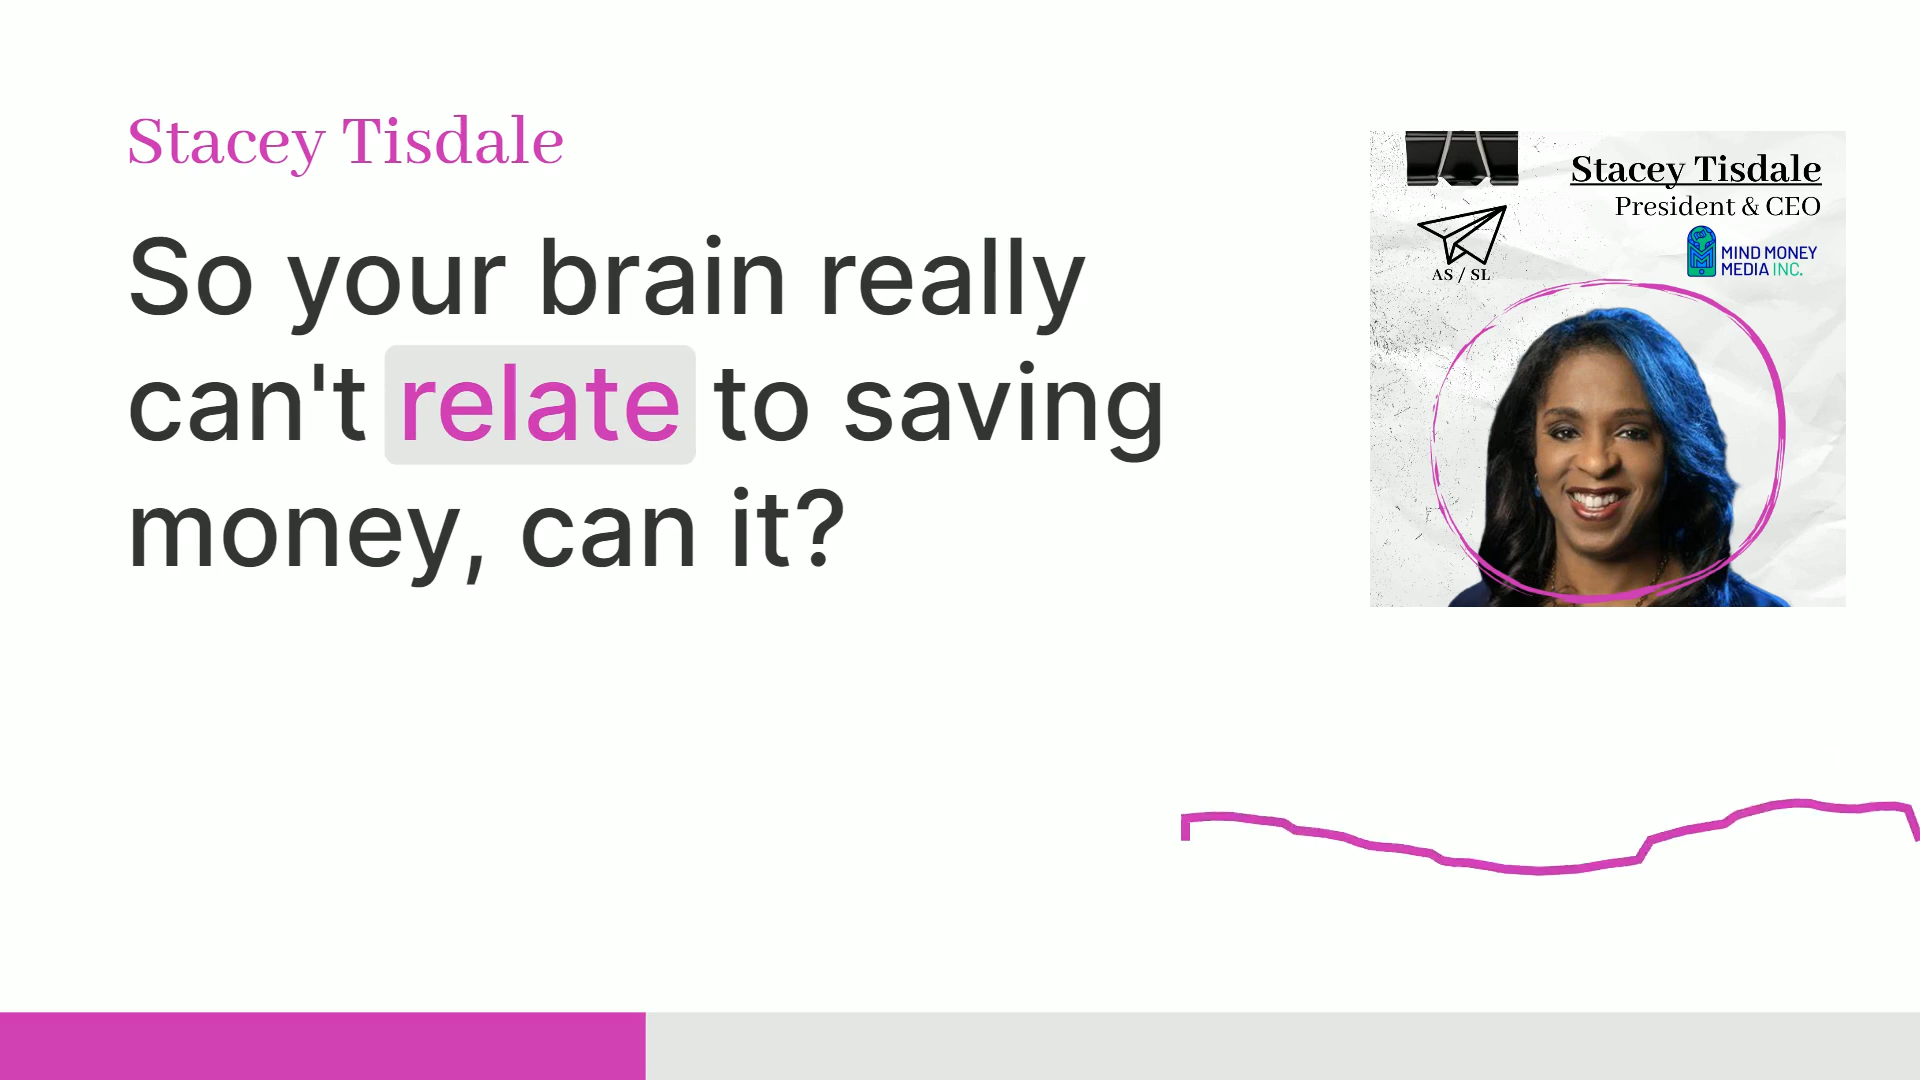 Stacey Tisdale
So your brain really
can't relate to saving
money, can it?
Stacey Tisdale
President & CEO
AS / SL
MIND MONEY
MEDIA INC.